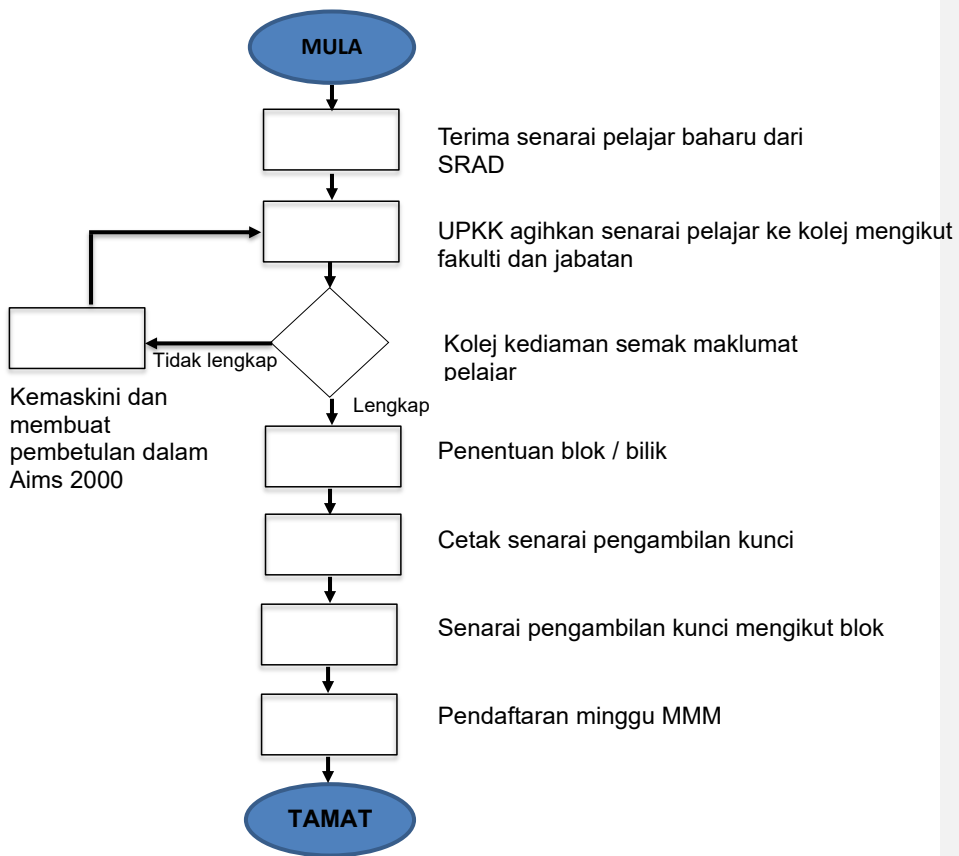 MULA
Terima senarai pelajar baharu dari
SRAD
UPKK agihkan senarai pelajar ke kolej mengikut
fakulti dan jabatan
Kolej kediaman semak maklumat
pelajar
Tidak lengkap
Kemaskini dan
membuat
pembetulan dalam
Aims 2000
Lengkap
Penentuan blok / bilik
Cetak senarai pengambilan kunci
Senarai pengambilan kunci mengikut blok
Pendaftaran minggu MMM
TAMAT